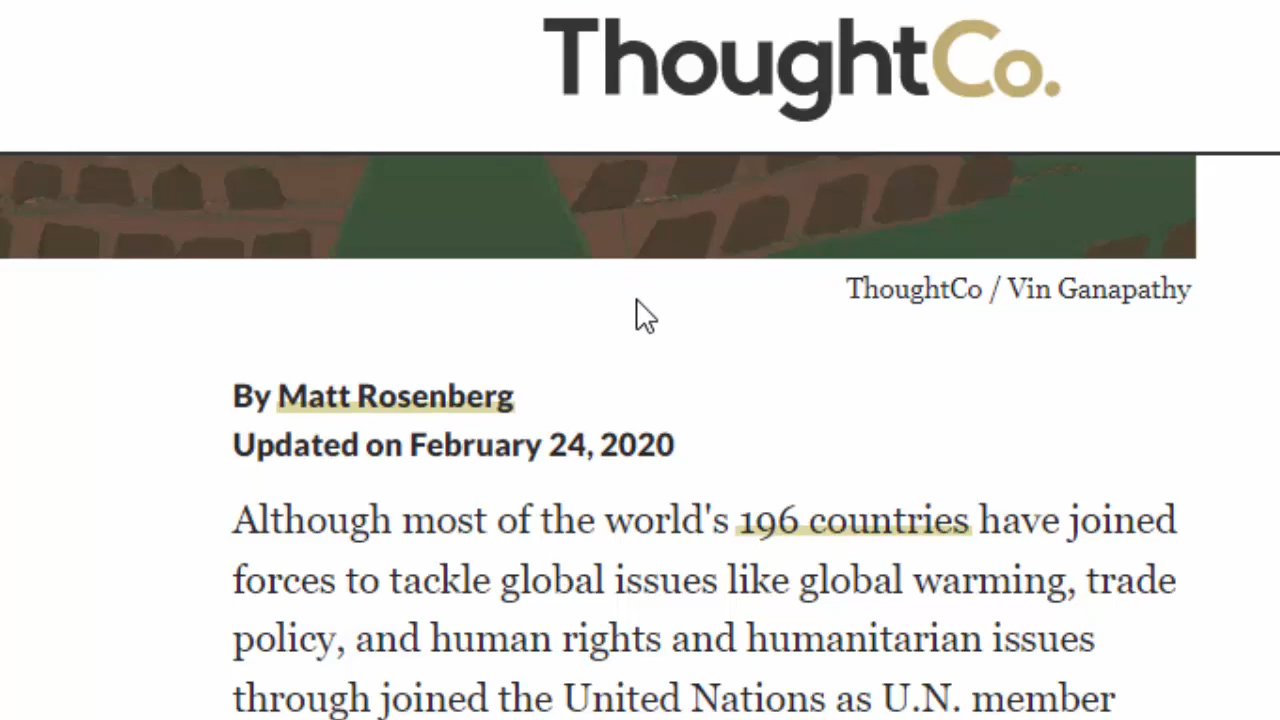 ThoughtCo.
ThoughtCo / Vin Ganapathy
By Matt Rosenberg
Updated on February 24, 2020
Although most of the world's 196 countries have joined
forces to tackle global issues like global warming, trade
policy, and human rights and humanitarian issues
through joined the United Nations as U.N. member